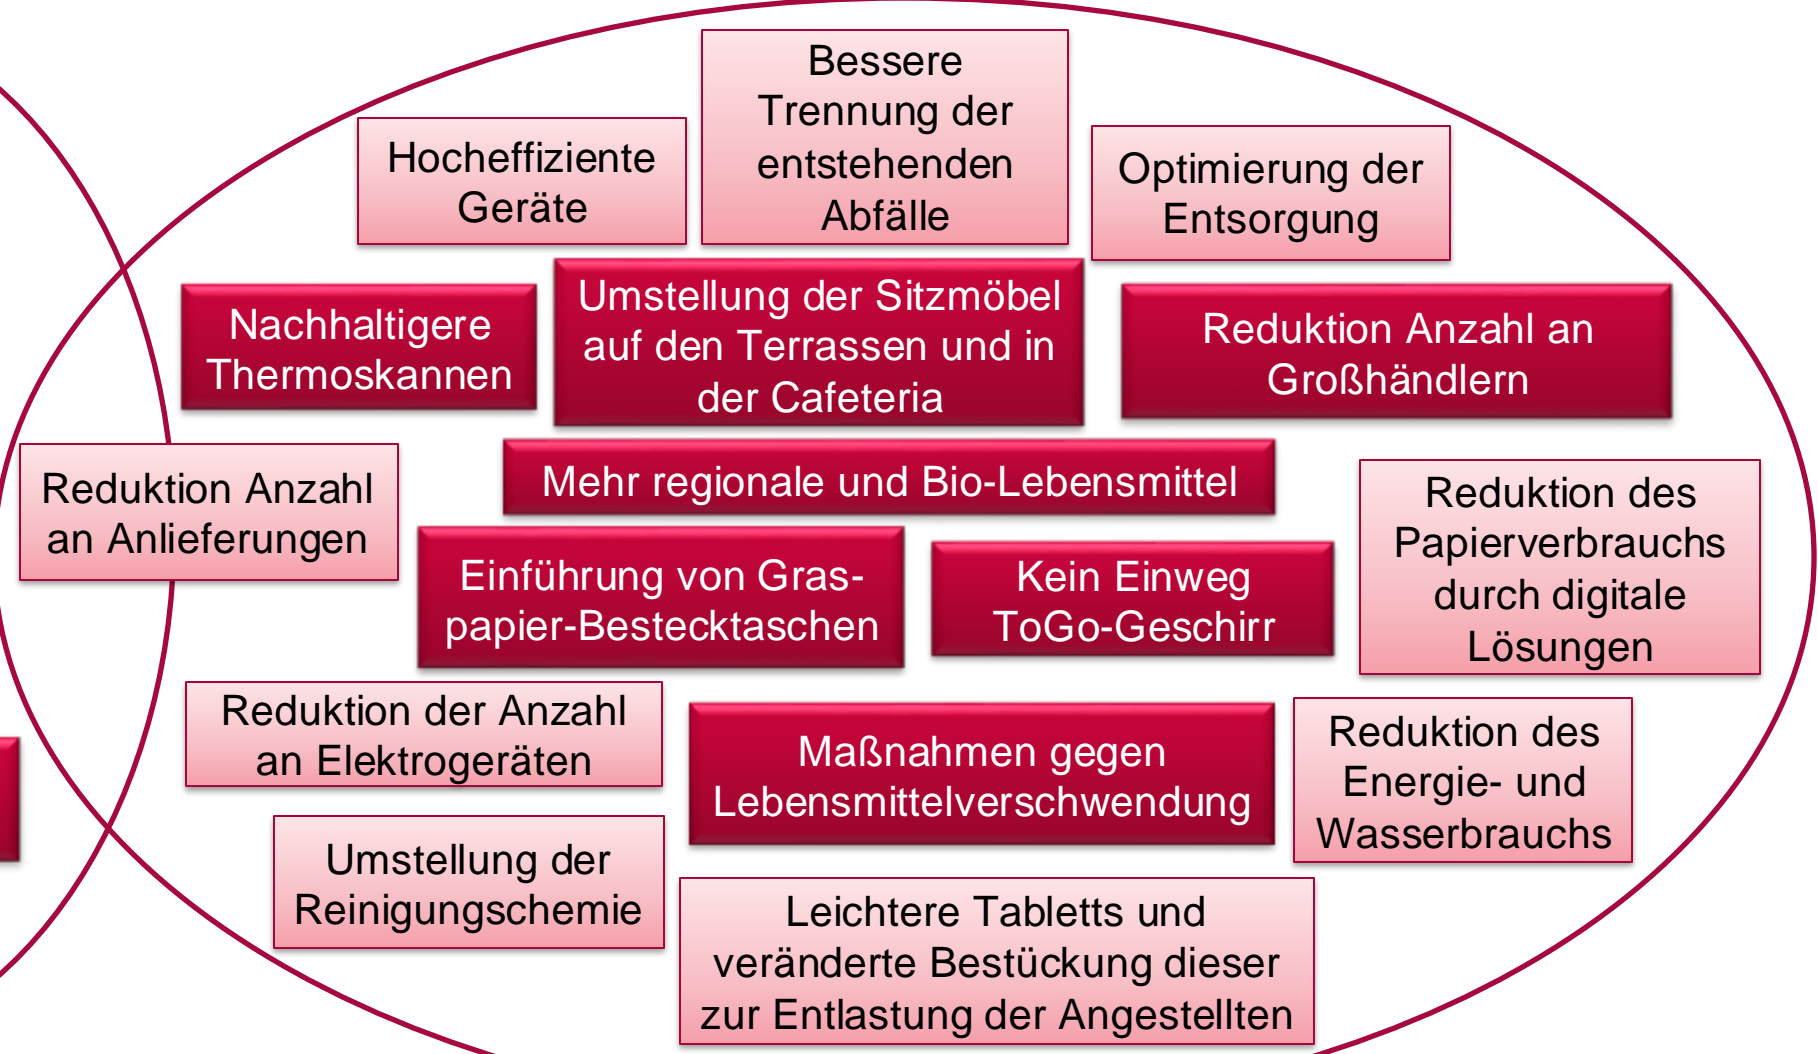 Bessere
Trennung der
entstehenden
Abfälle
Hocheffiziente
Geräte
Optimierung der
Entsorgung
Nachhaltigere
Thermoskannen
Umstellung der Sitzmöbel
auf den Terrassen und in
der Cafeteria
Reduktion Anzahl an
Großhändlern
Reduktion Anzahl
an Anlieferungen
Mehr regionale und Bio-Lebensmittel
Reduktion des
Papierverbrauchs
durch digitale
Lösungen
Einführung von Gras-
papier-Bestecktaschen
Kein Einweg
ToGo-Geschirr
Reduktion der Anzahl
an Elektrogeräten
Maßnahmen gegen
Lebensmittelverschwendung
Reduktion des
Energie- und
Wasserbrauchs
Umstellung der
Reinigungschemie
Leichtere Tabletts und
veränderte Bestückung dieser
zur Entlastung der Angestellten